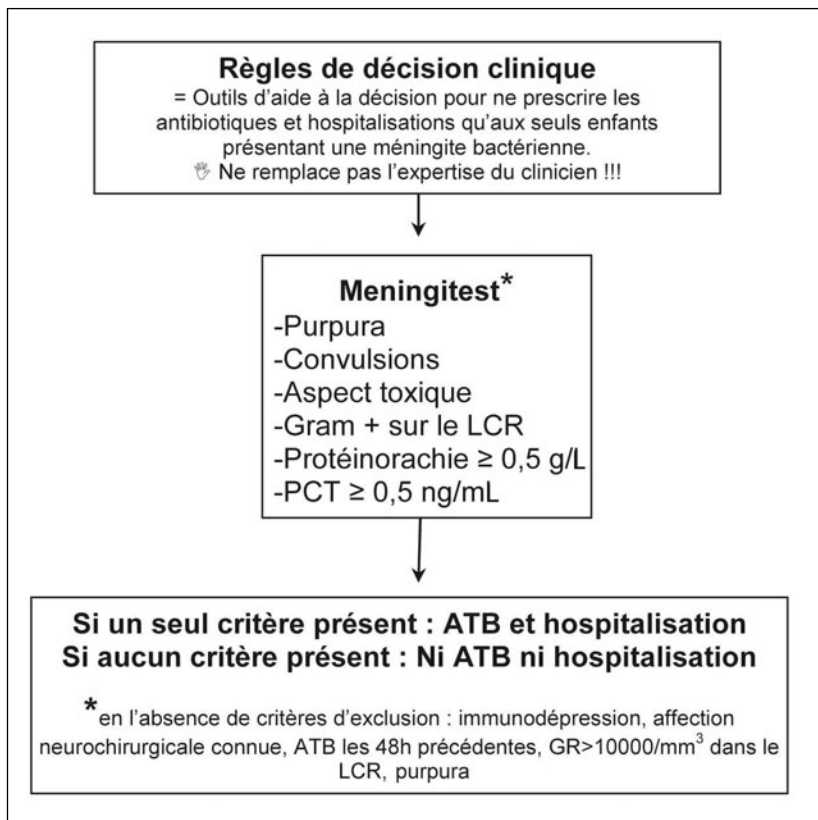 Règles de décision clinique
= Outils d'aide à la décision pour ne prescrire les
antibiotiques et hospitalisations qu'aux seuls enfants
présentant une méningite bactérienne.
🖐 Ne remplace pas l'expertise du clinicien !!!
Meningitest*
-Purpura
-Convulsions
-Aspect toxique
-Gram + sur le LCR
-Protéinorachie ≥ 0,5 g/L
-PCT ≥ 0,5 ng/mL
Si un seul critère présent : ATB et hospitalisation
Si aucun critère présent : Ni ATB ni hospitalisation
*en l'absence de critères d'exclusion : immunodépression, affection
neurochirurgicale connue, ATB les 48h précédentes, GR>10000/mm³ dans le
LCR, purpura